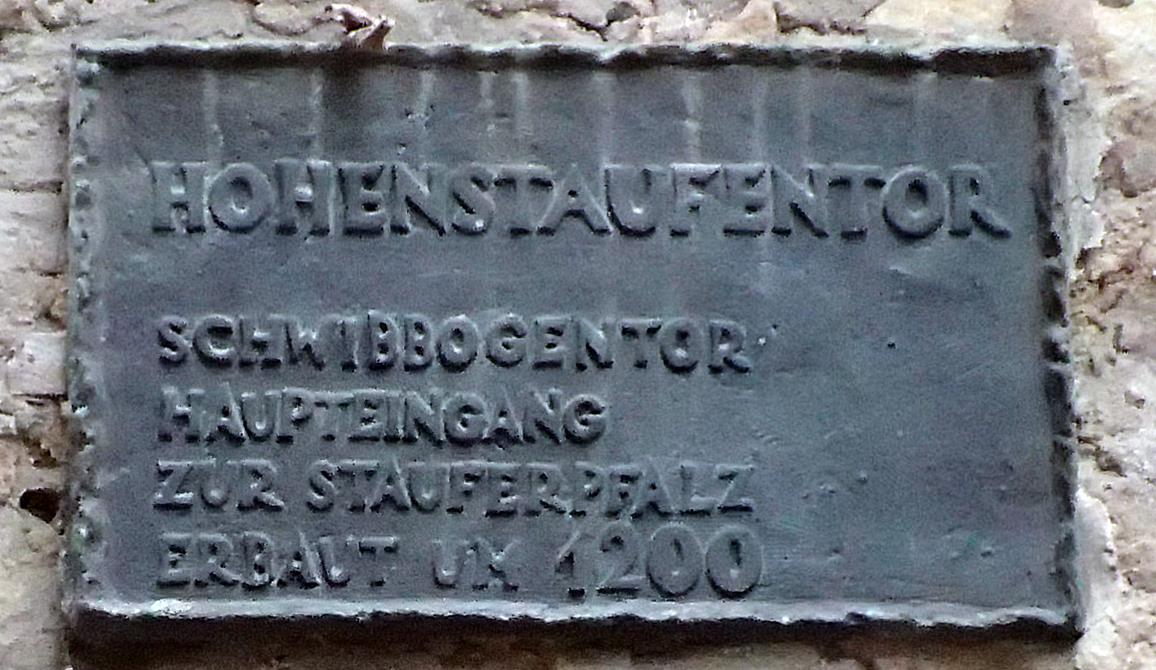 HOHENSTAUFENTOR
SCHWIBBOGENTOR
HAUPTEINGANG
ZUR STAUFERPFALZ
ERBAUT UM 1200